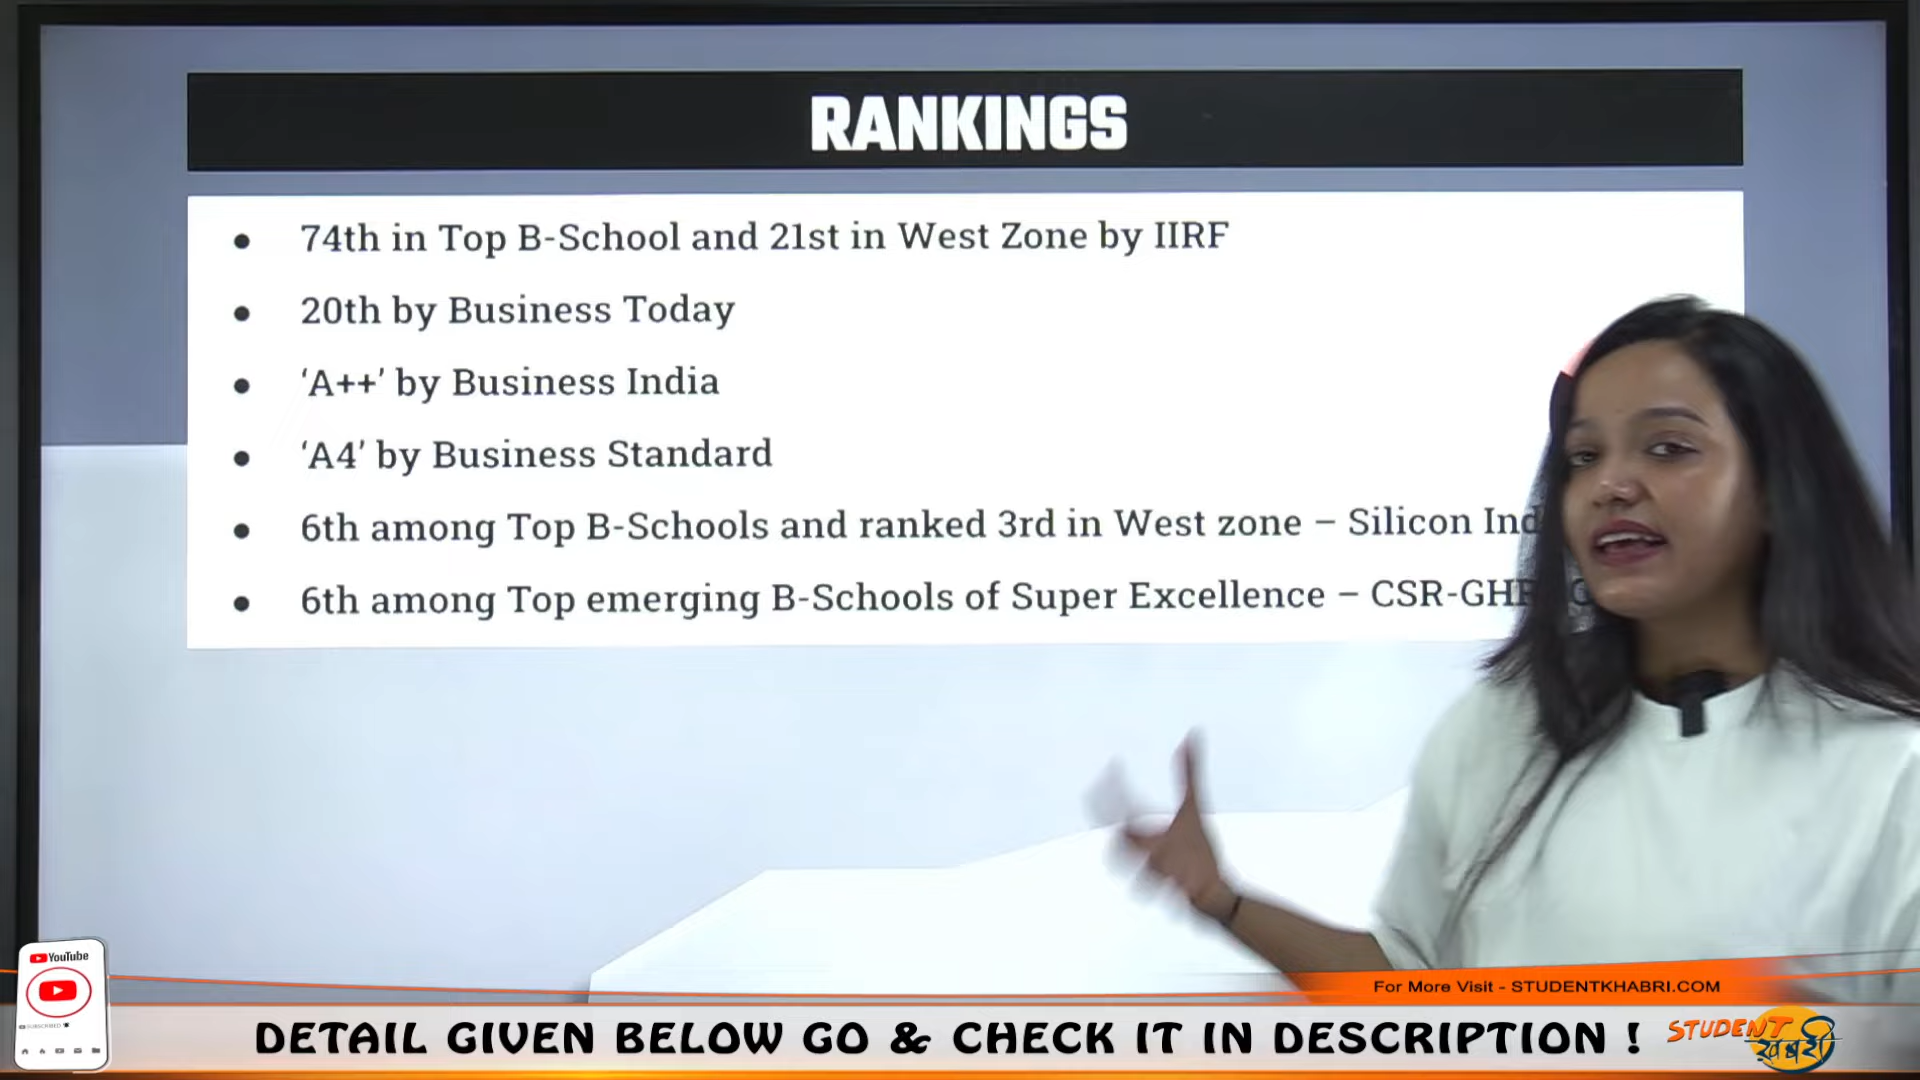 RANKINGS
● 74th in Top B-School and 21st in West Zone by IIRF
● 20th by Business Today
● ‘A++’ by Business India
● ‘A4’ by Business Standard
● 6th among Top B-Schools and ranked 3rd in West zone – Silicon
● 6th among Top emerging B-Schools of Super Excellence –
YouTube
SUBSCRIBED
For More Visit - STUDENTKHABRI.COM
DETAIL GIVEN BELOW GO & CHECK IT IN DESCRIPTION !
STUDENT
खबरी